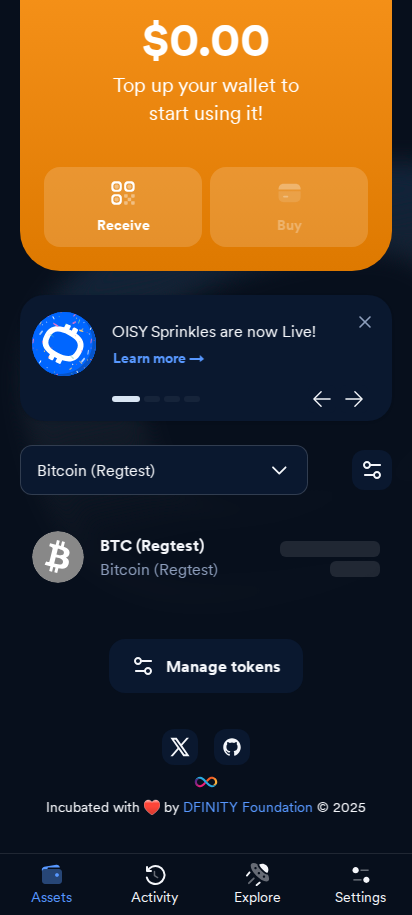 $0.00
Top up your wallet to
start using it!
Receive
Buy
OISY Sprinkles are now Live!
Learn more →
Bitcoin (Regtest)
BTC (Regtest)
Bitcoin (Regtest)
Manage tokens
Incubated with ❤️ by DFINITY Foundation © 2025
Assets
Activity
Explore
Settings